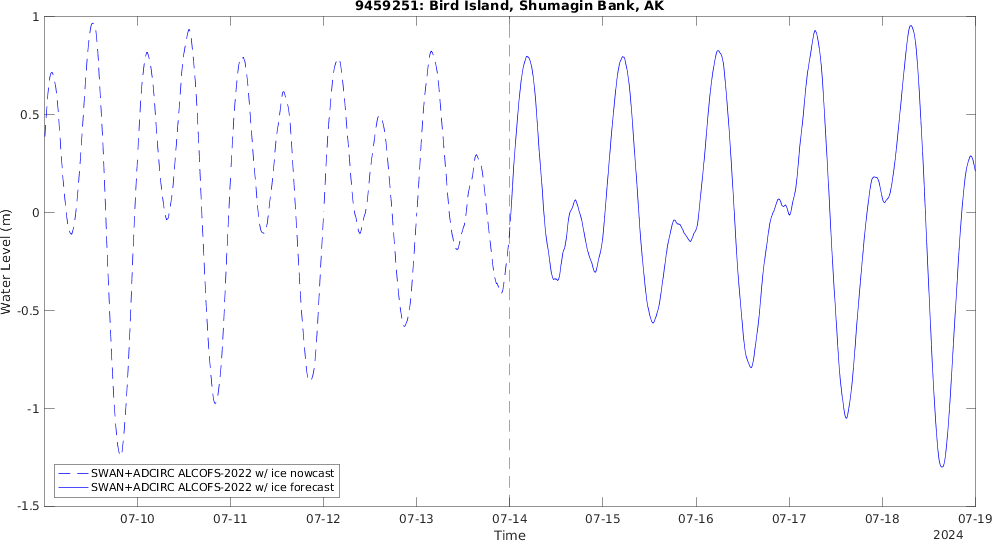 9459251: Bird Island, Shumagin Bank, AK
1
0.5
0
-0.5
-1
-1.5
Water Level (m)
SWAN+ADCIRC ALCOFS-2022 w/ ice nowcast
SWAN+ADCIRC ALCOFS-2022 w/ ice forecast
07-10 07-11 07-12 07-13 07-14 07-15 07-16 07-17 07-18 07-19
Time
2024